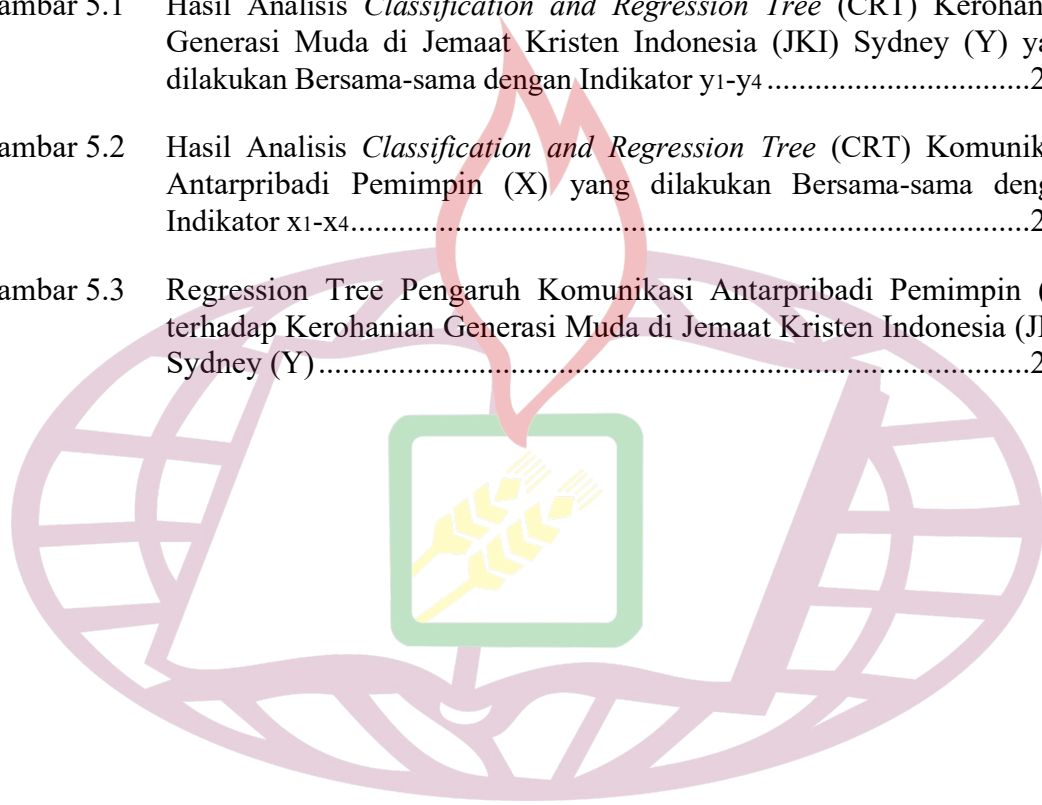 ambar 5.1 Hasil Analisis Classification and Regression Tree (CRT) Kerohan
Generasi Muda di Jemaat Kristen Indonesia (JKI) Sydney (Y) ya
dilakukan Bersama-sama dengan Indikator y1-y4 ................................2
ambar 5.2 Hasil Analisis Classification and Regression Tree (CRT) Komunik
Antarpribadi Pemimpin (X) yang dilakukan Bersama-sama deng
Indikator x1-x4....................................................................................2
ambar 5.3 Regression Tree Pengaruh Komunikasi Antarpribadi Pemimpin (
terhadap Kerohanian Generasi Muda di Jemaat Kristen Indonesia (JI
Sydney (Y) ........................................................................................2